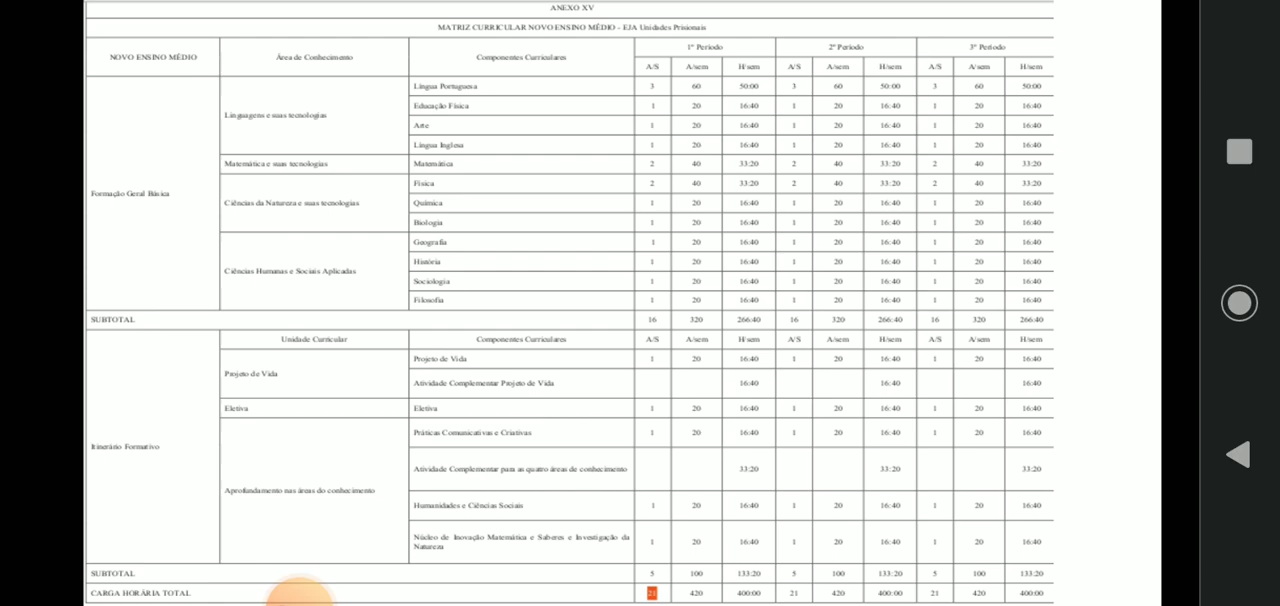 ANEXO XV
MATRIZ CURRICULAR NOVO ENSINO MÉDIO - EJA Unidades Prisionais
NOVO ENSINO MÉDIO Área de Conhecimento Componentes Curriculares 1º Período 2º Período 3º Período
A/S A/sem H/sem A/S A/sem H/sem A/S A/sem H/sem
Formação Geral Básica
Linguagens e suas tecnologias
Língua Portuguesa 3 60 50:00 3 60 50:00 3 60 50:00
Educação Física 1 20 16:40 1 20 16:40 1 20 16:40
Arte 1 20 16:40 1 20 16:40 1 20 16:40
Língua Inglesa 1 20 16:40 1 20 16:40 1 20 16:40
Matemática e suas tecnologias Matemática 2 40 33:20 2 40 33:20 2 40 33:20
Ciências da Natureza e suas tecnologias
Física 2 40 33:20 2 40 33:20 2 40 33:20
Química 1 20 16:40 1 20 16:40 1 20 16:40
Biologia 1 20 16:40 1 20 16:40 1 20 16:40
Ciências Humanas e Sociais Aplicadas
Geografia 1 20 16:40 1 20 16:40 1 20 16:40
História 1 20 16:40 1 20 16:40 1 20 16:40
Sociologia 1 20 16:40 1 20 16:40 1 20 16:40
Filosofia 1 20 16:40 1 20 16:40 1 20 16:40
SUBTOTAL 16 320 266:40 16 320 266:40 16 320 266:40
Itinerário Formativo
Unidade Curricular Componentes Curriculares A/S A/sem H/sem A/S A/sem H/sem A/S A/sem H/sem
Projeto de Vida
Projeto de Vida 1 20 16:40 1 20 16:40 1 20 16:40
Atividade Complementar Projeto de Vida 16:40 16:40 16:40
Eletiva Eletiva 1 20 16:40 1 20 16:40 1 20 16:40
Aprofundamento nas áreas do conhecimento
Práticas Comunicativas e Criativas 1 20 16:40 1 20 16:40 1 20 16:40
Atividade Complementar para as quatro áreas de conhecimento 33:20 33:20 33:20
Humanidades e Ciências Sociais 1 20 16:40 1 20 16:40 1 20 16:40
Núcleo de Inovação Matemática e Saberes e Investigação da
Natureza 1 20 16:40 1 20 16:40 1 20 16:40
SUBTOTAL 5 100 133:20 5 100 133:20 5 100 133:20
CARGA HORÁRIA TOTAL 21 420 400:00 21 420 400:00 21 420 400:00